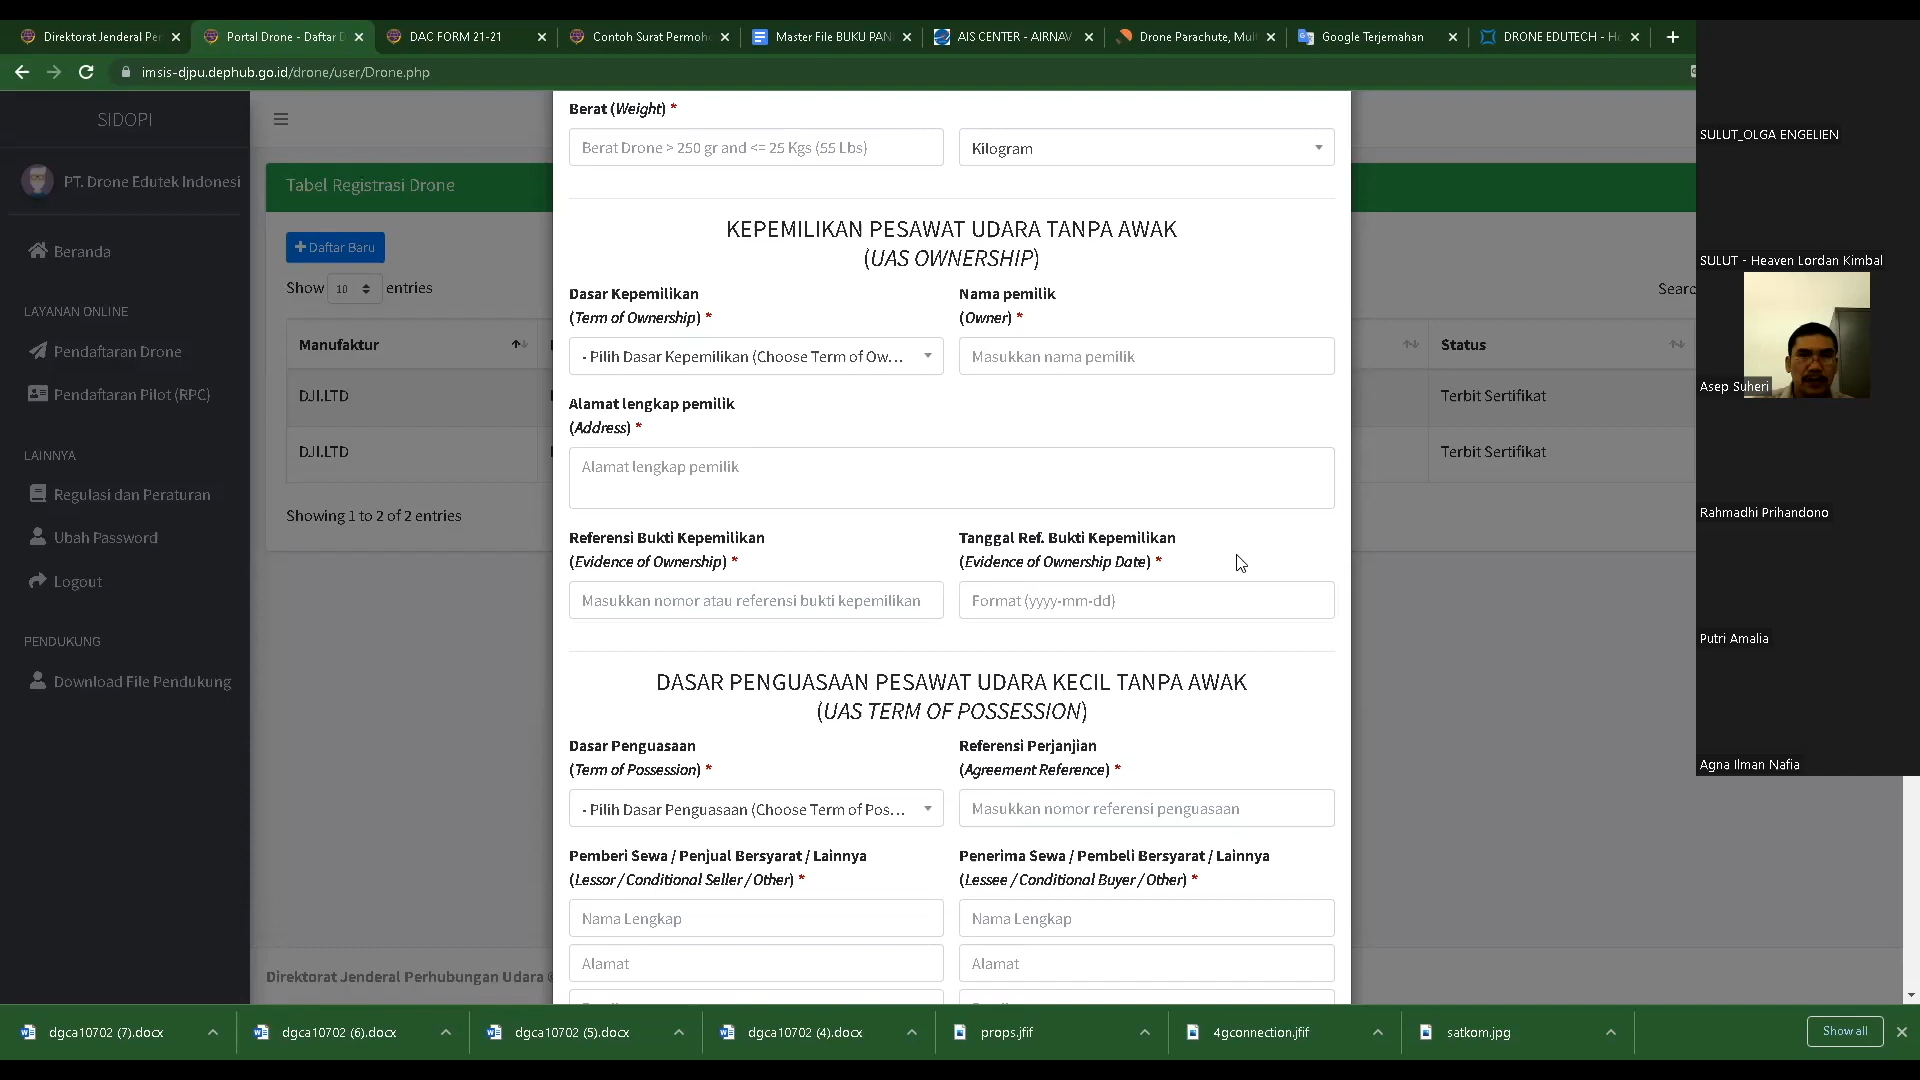 Direktorat Jenderal Per
Portal Drone - Daftar D
DAC FORM 21-21
Contoh Surat Permoho
Master File BUKU PAN
AIS CENTER - AIRNAV
Drone Parachute, Mul
Google Terjemahan
DRONE EDUTECH - Ho
imsis-djpu.dephub.go.id/drone/user/Drone.php
SIDOPI
PT. Drone Edutek Indonesi
Beranda
LAYANAN ONLINE
Pendaftaran Drone
Pendaftaran Pilot (RPC)
LAINNYA
Regulasi dan Peraturan
Ubah Password
Logout
PENDUKUNG
Download File Pendukung
Tabel Registrasi Drone
Daftar Baru
Show 10 entries
Searc
Manufaktur
Status
DJI.LTD
Terbit Sertifikat
DJI.LTD
Terbit Sertifikat
Showing 1 to 2 of 2 entries
Direktorat Jenderal Perhubungan Udara ©
Berat (Weight) *
Berat Drone > 250 gr and <= 25 Kgs (55 Lbs)
Kilogram
KEPEMILIKAN PESAWAT UDARA TANPA AWAK
(UAS OWNERSHIP)
Dasar Kepemilikan
(Term of Ownership) *
Nama pemilik
(Owner) *
- Pilih Dasar Kepemilikan (Choose Term of Ow...
Masukkan nama pemilik
Alamat lengkap pemilik
(Address) *
Alamat lengkap pemilik
Referensi Bukti Kepemilikan
(Evidence of Ownership) *
Tanggal Ref. Bukti Kepemilikan
(Evidence of Ownership Date) *
Masukkan nomor atau referensi bukti kepemilikan
Format (yyyy-mm-dd)
DASAR PENGUASAAN PESAWAT UDARA KECIL TANPA AWAK
(UAS TERM OF POSSESSION)
Dasar Penguasaan
(Term of Possession) *
Referensi Perjanjian
(Agreement Reference) *
- Pilih Dasar Penguasaan (Choose Term of Pos...
Masukkan nomor referensi penguasaan
Pemberi Sewa / Penjual Bersyarat / Lainnya
(Lessor / Conditional Seller / Other) *
Penerima Sewa / Pembeli Bersyarat / Lainnya
(Lessee / Conditional Buyer / Other) *
Nama Lengkap
Nama Lengkap
Alamat
Alamat
SULUT_OLGA ENGELIEN
SULUT - Heaven Lordan Kimbal
Asep Suheri
Rahmadhi Prihandono
Putri Amalia
Agna Ilman Nafia
dgca10702 (7).docx
dgca10702 (6).docx
dgca10702 (5).docx
dgca10702 (4).docx
props.jfif
4gconnection.jfif
satkom.jpg
Show all